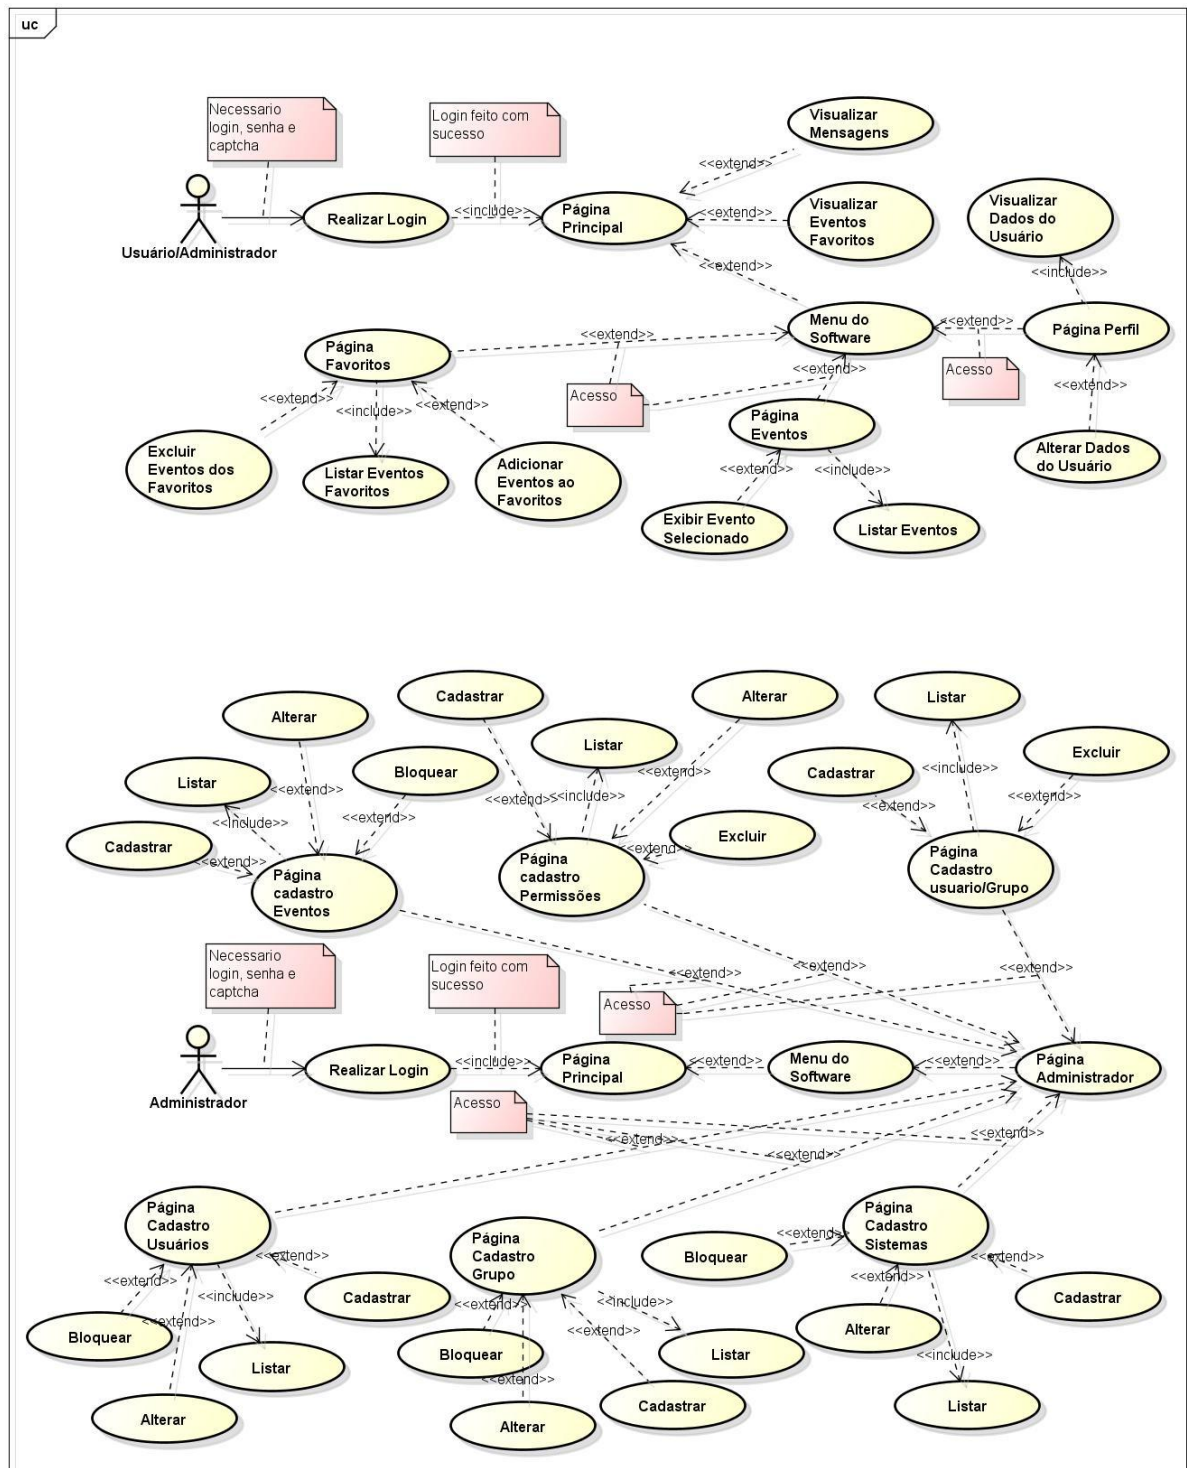 uc
Necessario
login, senha e
captcha
Login feito com
sucesso
Visualizar
Mensagens
<<extend>>
Realizar Login
<<include>>
Página
Principal
<<extend>>
Visualizar
Eventos
Favoritos
Visualizar
Dados do
Usuário
Usuário/Administrador
<<extend>>
<<include>>
Página
Favoritos
<<extend>>
Menu do
Software
<<extend>>
Página Perfil
<<extend>>
Acesso
<<extend>>
Acesso
<<extend>>
<<extend>>
<<include>>
<<extend>>
Página
Eventos
Excluir
Eventos dos
Favoritos
Listar Eventos
Favoritos
Adicionar
Eventos ao
Favoritos
<<extend>>
<<include>>
Alterar Dados
do Usuário
Exibir Evento
Selecionado
Listar Eventos
Cadastrar
Alterar
Listar
Alterar
Listar
Excluir
Listar
Bloquear
Cadastrar
<<extend>>
<<extend>>
<<include>>
<<extend>>
<<include>>
<<extend>>
<<extend>>
<<include>>
<<extend>>
<<extend>>
Cadastrar
<<extend>>
Excluir
<<extend>>
Página
cadastro
Eventos
Página
cadastro
Permissões
Página
Cadastro
usuario/Grupo
Necessario
login, senha e
captcha
Login feito com
sucesso
<<extend>>
<<extend>>
<<extend>>
Acesso
Realizar Login
<<include>>
Página
Principal
<<extend>>
Menu do
Software
<<extend>>
Página
Administrador
Administrador
Acesso
<<extend>>
<<extend>>
<<extend>>
Página
Cadastro
Usuários
Página
Cadastro
Grupo
Página
Cadastro
Sistemas
<<extend>>
<<extend>>
<<include>>
<<extend>>
Bloquear
Cadastrar
Listar
Alterar
<<extend>>
<<include>>
<<extend>>
<<extend>>
Bloquear
Listar
Cadastrar
Alterar
Bloquear
<<extend>>
<<extend>>
<<extend>>
<<include>>
Cadastrar
Alterar
Listar